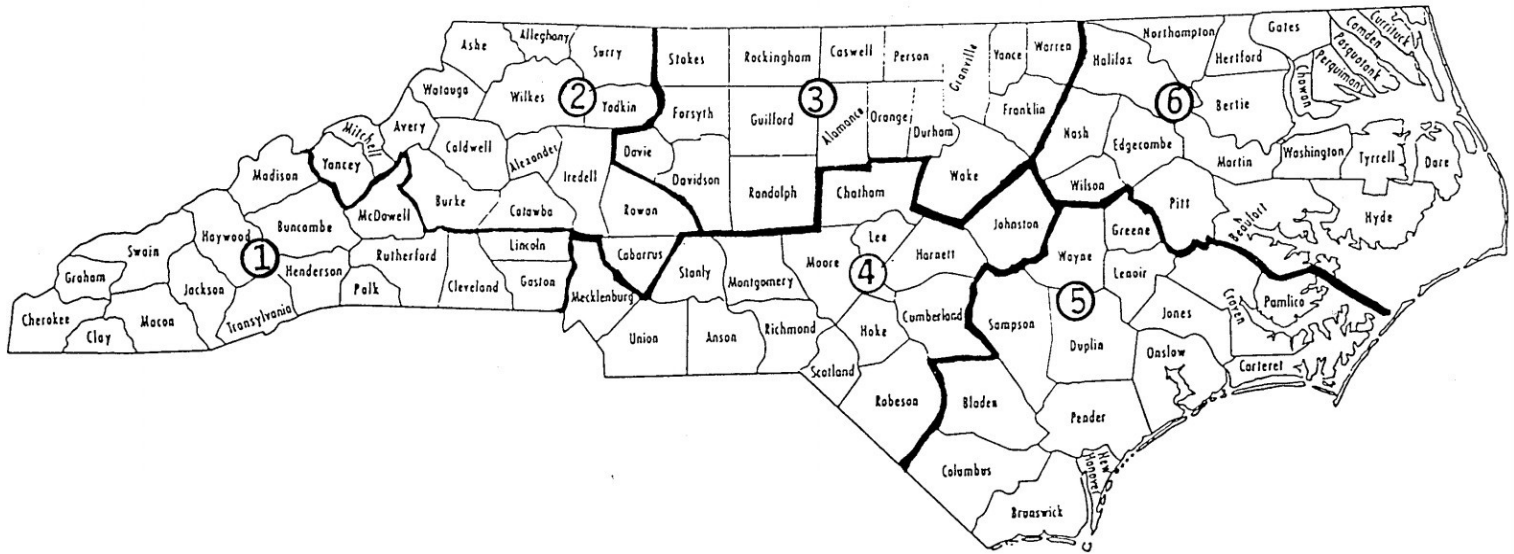 Ashe
Alleghany
Surry
Stokes
Rockingham
Caswell
Person
Granville
Vance
Warren
Northampton
Gates
Currituck
Camden
Pasquotank
Perquimans
Halifax
Hertford
Chowan
Watauga
Wilkes
2
Yadkin
Forsyth
Guilford
3
Alamance
Orange
Durham
Franklin
Nash
6
Bertie
Edgecombe
Mitchell
Avery
Caldwell
Alexander
Iredell
Davie
Davidson
Randolph
Chatham
Wake
Wilson
Martin
Washington
Tyrrell
Dare
Madison
Yancey
McDowell
Burke
Catawba
Rowan
Johnston
Pitt
Beaufort
Hyde
Swain
Haywood
1
Buncombe
Rutherford
Lincoln
Cabarrus
Stanly
Montgomery
Moore
Lee
4
Harnett
Wayne
Greene
Lenoir
Graham
Jackson
Henderson
Polk
Cleveland
Gaston
Mecklenburg
Cherokee
Clay
Macon
Transylvania
Union
Anson
Richmond
Hoke
Cumberland
Sampson
5
Duplin
Jones
Craven
Pamlico
Onslow
Carteret
Scotland
Robeson
Bladen
Pender
Columbus
New
Hanover
Brunswick